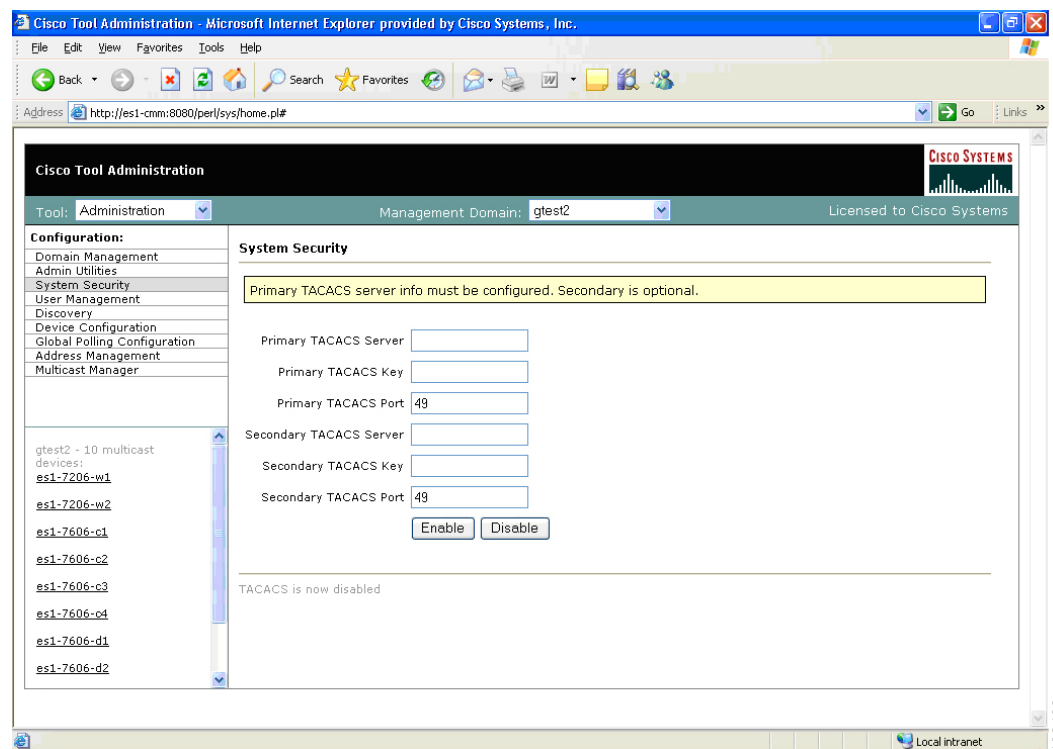 Cisco Tool Administration - Microsoft Internet Explorer provided by Cisco Systems, Inc.
File Edit View Favorites Tools Help
Back Search Favorites
Address http://es1-cmm:8080/perl/sys/home.pl# Go Links »
Cisco Tool Administration
CISCO SYSTEMS
Tool: Administration Management Domain: gtest2 Licensed to Cisco Systems
Configuration:
Domain Management
Admin Utilities
System Security
User Management
Discovery
Device Configuration
Global Polling Configuration
Address Management
Multicast Manager
gtest2 - 10 multicast
devices:
es1-7206-w1
es1-7206-w2
es1-7606-c1
es1-7606-c2
es1-7606-c3
es1-7606-c4
es1-7606-d1
es1-7606-d2
System Security
Primary TACACS server info must be configured. Secondary is optional.
Primary TACACS Server
Primary TACACS Key
Primary TACACS Port 49
Secondary TACACS Server
Secondary TACACS Key
Secondary TACACS Port 49
Enable Disable
TACACS is now disabled
Local intranet